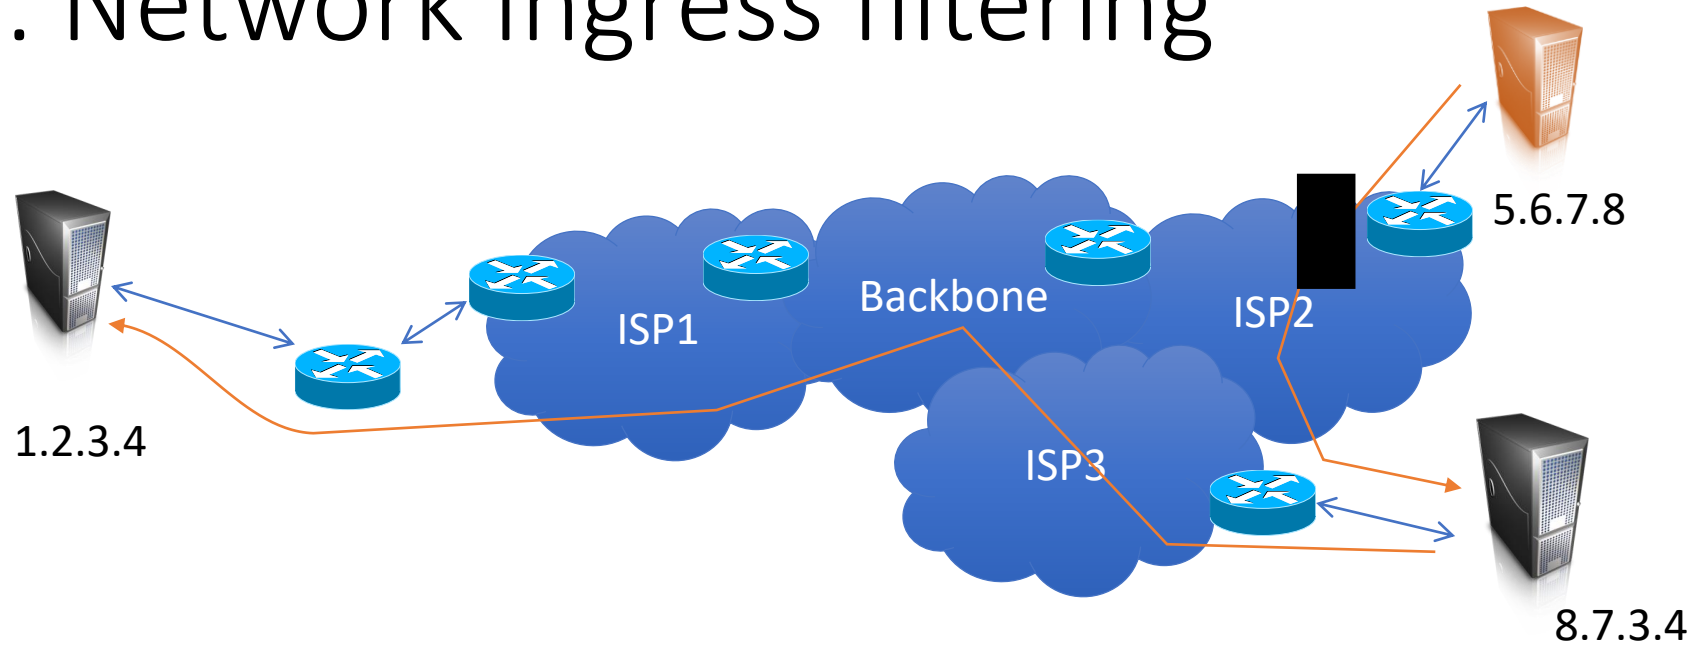 . Network ingress filtering
5.6.7.8
Backbone
ISP2
ISP1
1.2.3.4
ISP3
8.7.3.4